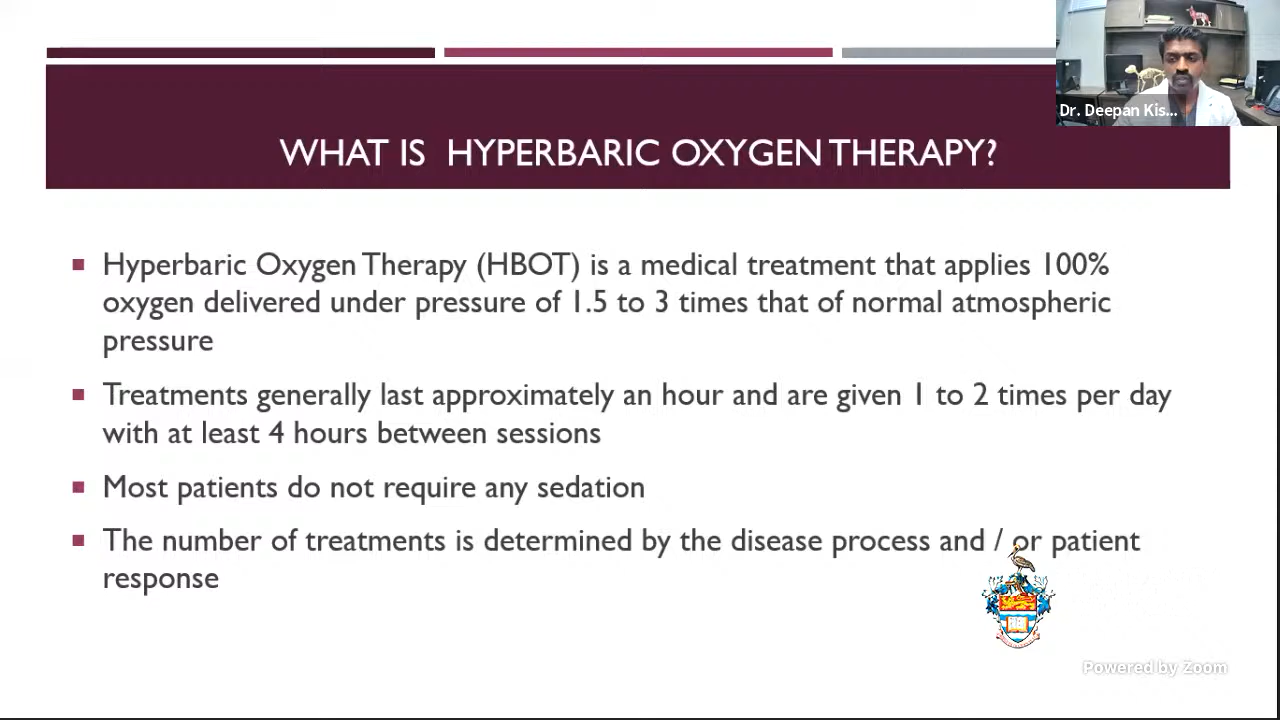 Dr. Deepan Kis...
WHAT IS HYPERBARIC OXYGEN THERAPY?
Hyperbaric Oxygen Therapy (HBOT) is a medical treatment that applies 100%
oxygen delivered under pressure of 1.5 to 3 times that of normal atmospheric
pressure
Treatments generally last approximately an hour and are given 1 to 2 times per day
with at least 4 hours between sessions
Most patients do not require any sedation
The number of treatments is determined by the disease process and / or patient
response
Powered by Zoom